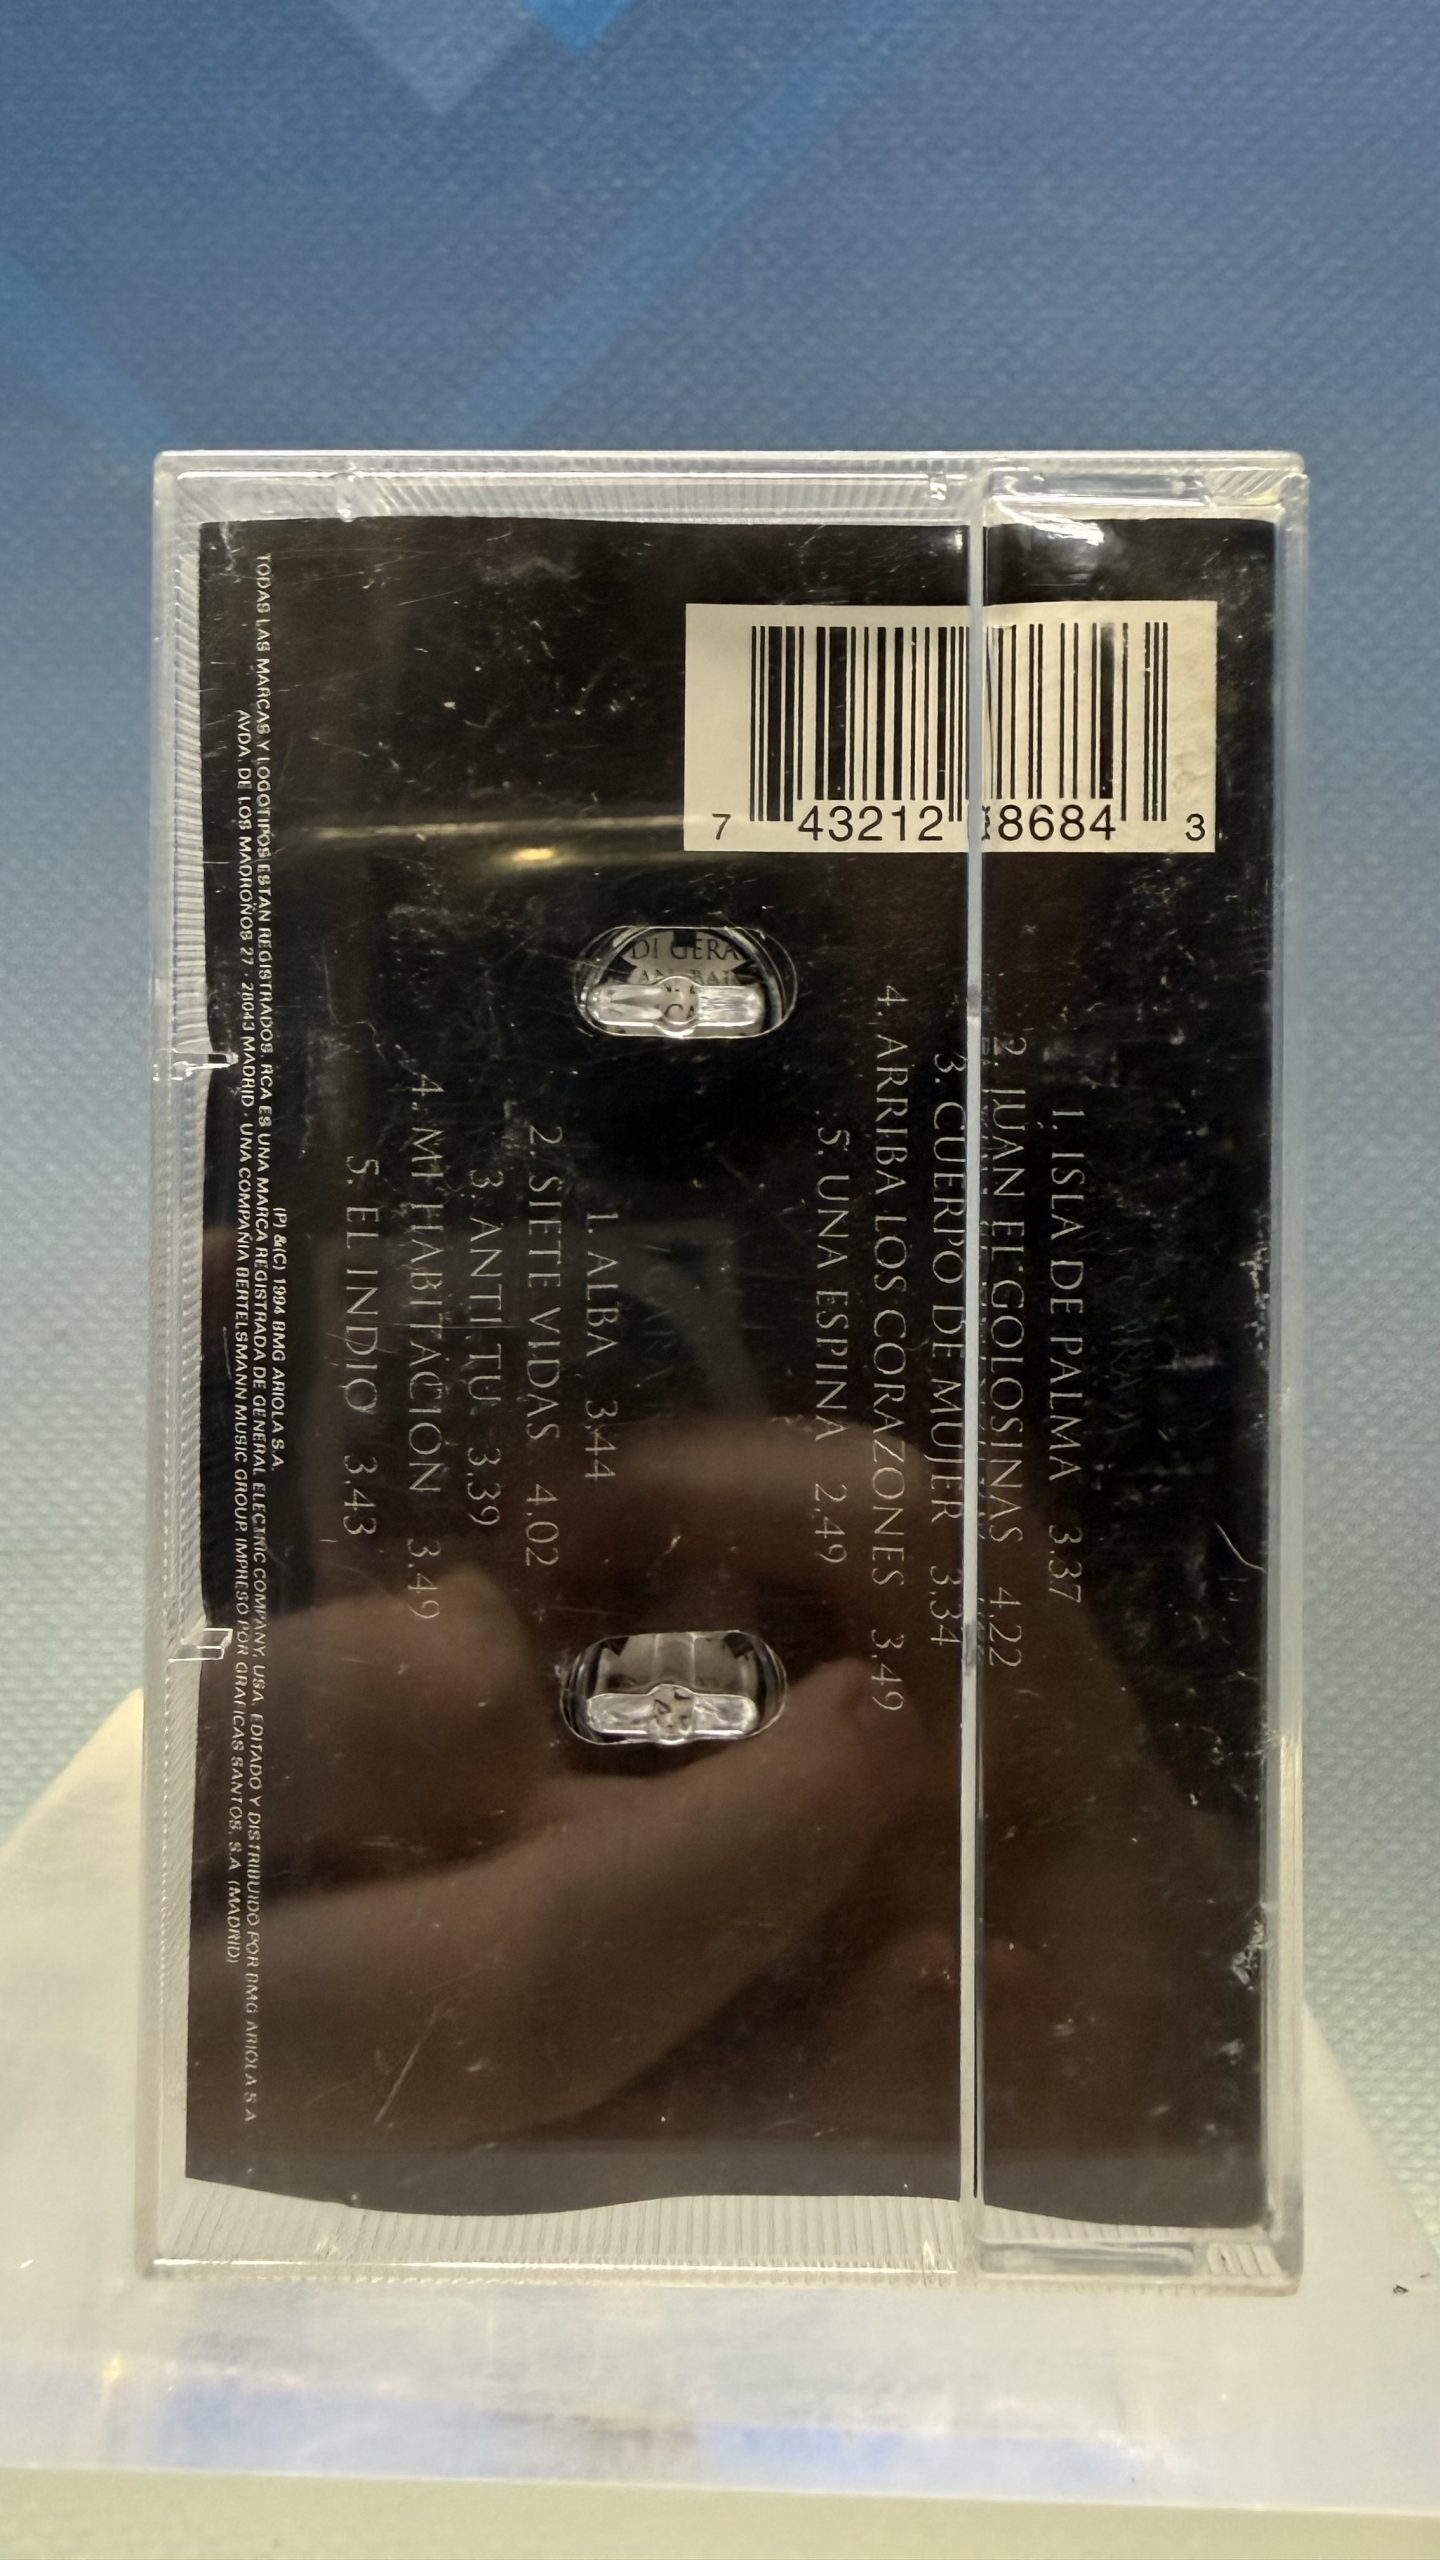 7 43212 8684 3
1. ISLA DE PALMA 3.37
2. JUAN EL GOLOSINAS 4.22
3. CUERPO DE MUJER 3.34
4. ARRIBA LOS CORAZONES 3.49
5. UNA ESPINA 2.49
1. ALBA 3.44
2. SIETE VIDAS 4.02
3. ANTI TU 3.39
4. MI HABITACIÓN 3.49
5. EL INDIO 3.43
(P) & (C) 1994 BMG ARIOLA S.A.
TODAS LAS MARCAS Y LOGOTIPOS ESTAN REGISTRADOS. RCA ES UNA MARCA REGISTRADA DE GENERAL ELECTRIC COMPANY, USA. EDITADO Y DISTRIBUIDO POR BMG ARIOLA S.A
AVDA. DE LOS MADROÑOS 27 · 28043 MADRID · UNA COMPAÑIA BERTELSMANN MUSIC GROUP. IMPRESO POR GRAFICAS SANTOS, S.A. (MADRID)
DI GERA